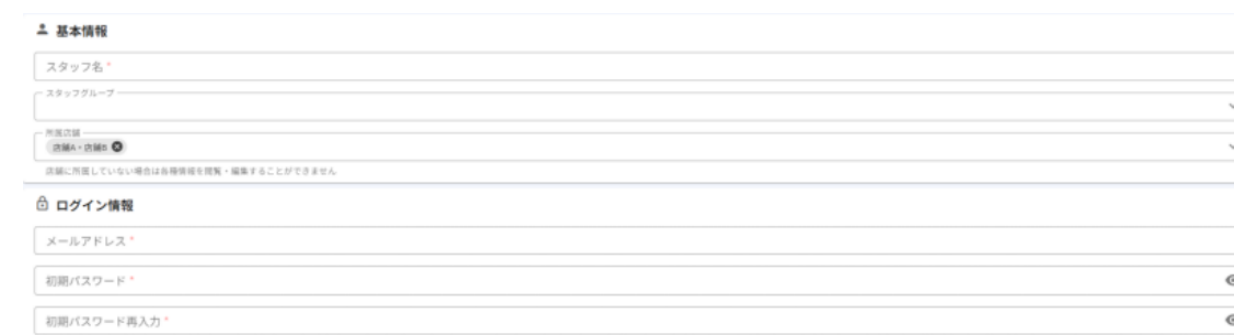 基本情報
スタッフ名 *
スタッフグループ
所属店舗
店舗A・店舗B
店舗に所属していない場合は各種情報を閲覧・編集することができません
ログイン情報
メールアドレス *
初期パスワード *
初期パスワード再入力 *